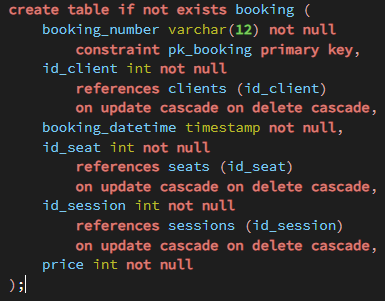 create table if not exists booking (
    booking_number varchar(12) not null
        constraint pk_booking primary key,
    id_client int not null
        references clients (id_client)
        on update cascade on delete cascade,
    booking_datetime timestamp not null,
    id_seat int not null
        references seats (id_seat)
        on update cascade on delete cascade,
    id_session int not null
        references sessions (id_session)
        on update cascade on delete cascade,
    price int not null
);